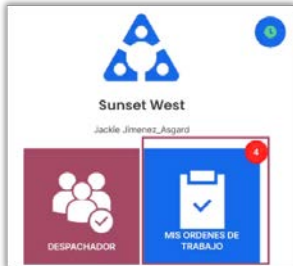 Sunset West
Jackie Jimenez_Asgard
4
DESPACHADOR
MIS ORDENES DE
TRABAJO